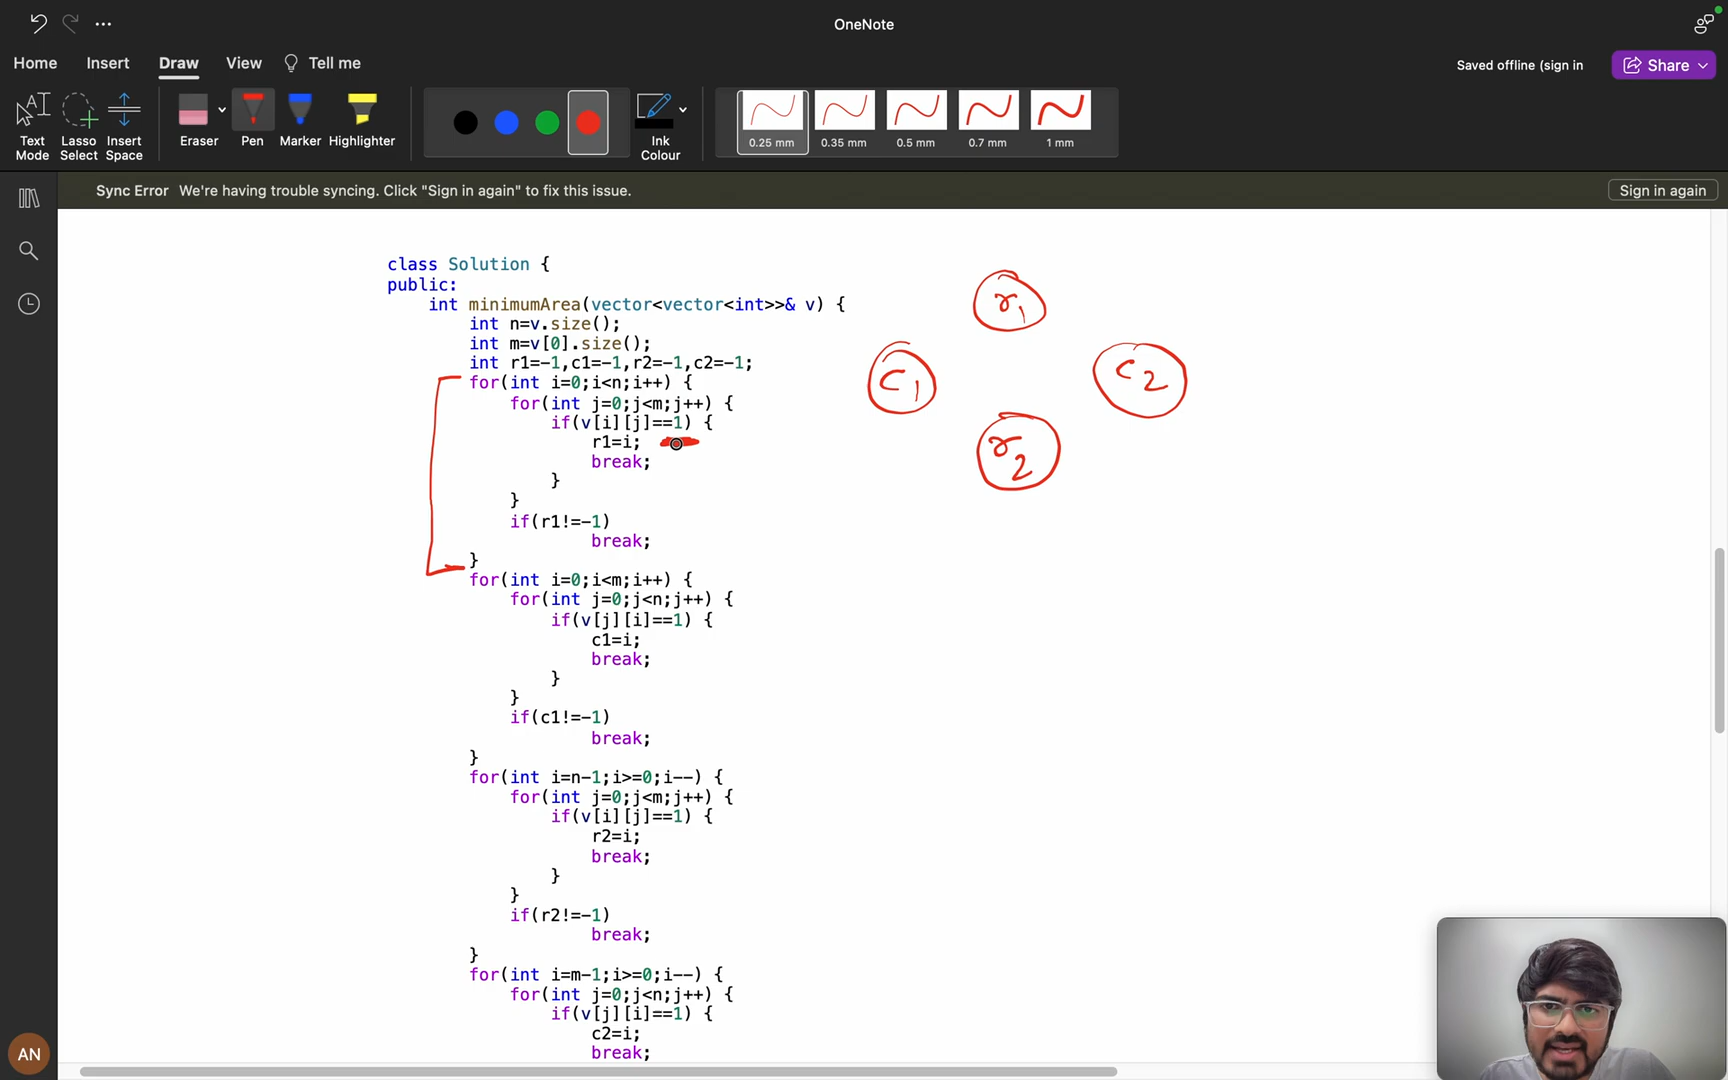 OneNote
Home Insert Draw View Tell me
Saved offline (sign in
Share
Text Mode
Lasso Select
Insert Space
Eraser
Pen
Marker
Highlighter
Ink Colour
0.25 mm
0.35 mm
0.5 mm
0.7 mm
1 mm
Sync Error We're having trouble syncing. Click "Sign in again" to fix this issue.
Sign in again
class Solution {
public:
int minimumArea(vector<vector<int>>& v) {
int n=v.size();
int m=v[0].size();
int r1=-1,c1=-1,r2=-1,c2=-1;
for(int i=0;i<n;i++) {
for(int j=0;j<m;j++) {
if(v[i][j]==1) {
r1=i;
break;
}
}
if(r1!=-1)
break;
}
for(int i=0;i<m;i++) {
for(int j=0;j<n;j++) {
if(v[j][i]==1) {
c1=i;
break;
}
}
if(c1!=-1)
break;
}
for(int i=n-1;i>=0;i--) {
for(int j=0;j<m;j++) {
if(v[i][j]==1) {
r2=i;
break;
}
}
if(r2!=-1)
break;
}
for(int i=m-1;i>=0;i--) {
for(int j=0;j<n;j++) {
if(v[j][i]==1) {
c2=i;
break;
r1
c1
c2
r2
AN